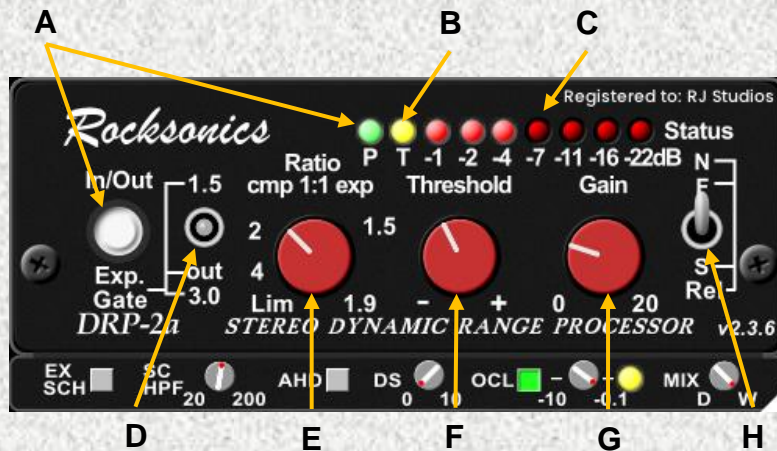 A B C
Registered to: RJ Studios
Rocksonics
P T -1 -2 -4 -7 -11 -16 -22dB Status
In/Out 1.5 Ratio Threshold Gain N
cmp 1:1 exp F
2 1.5
Exp. out 4 S
Gate 3.0 Lim 1.9 - + 0 20 Rel
DRP-2a STEREO DYNAMIC RANGE PROCESSOR v2.3.6
EX SC AHD DS OCL - + MIX
SCH HPF 20 200 0 10 -10 -0.1 D W
D E F G H